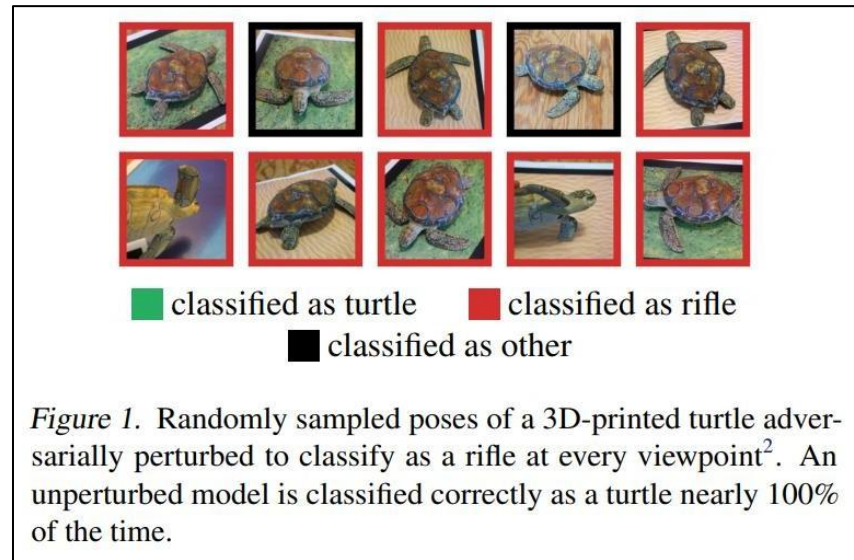 classified as turtle classified as rifle
classified as other
Figure 1. Randomly sampled poses of a 3D-printed turtle adver-
sarially perturbed to classify as a rifle at every viewpoint2. An
unperturbed model is classified correctly as a turtle nearly 100%
of the time.